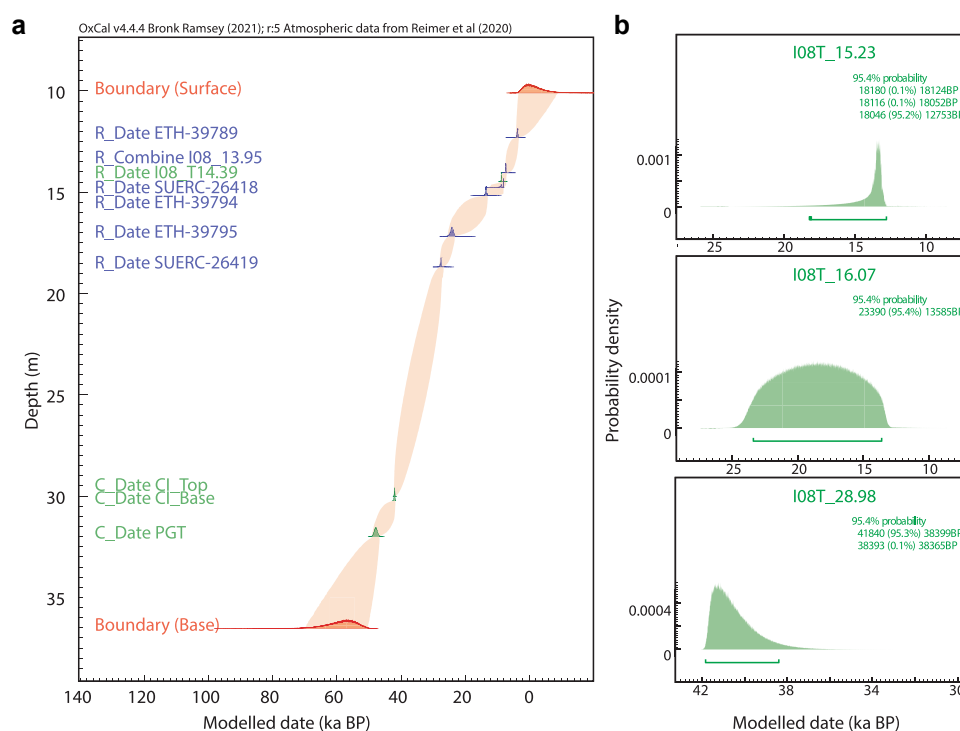 a
OxCal v4.4.4 Bronk Ramsey (2021); r:5 Atmospheric data from Reimer et al (2020)
Boundary (Surface)
R_Date ETH-39789
R_Combine I08_13.95
R_Date I08_T14.39
R_Date SUERC-26418
R_Date ETH-39794
R_Date ETH-39795
R_Date SUERC-26419
C_Date CI_Top
C_Date CI_Base
C_Date PGT
Boundary (Base)
Depth (m)
10
15
20
25
30
35
140 120 100 80 60 40 20 0
Modelled date (ka BP)
b
I08T_15.23
95.4% probability
18180 (0.1%) 18124BP
18116 (0.1%) 18052BP
18046 (95.2%) 12753BP
0.001
0
25 20 15 10
I08T_16.07
95.4% probability
23390 (95.4%) 13585BP
Probability density
0.0001
0
25 20 15 10
I08T_28.98
95.4% probability
41840 (95.3%) 38399BP
38393 (0.1%) 38365BP
0.0004
0
42 38 34 30
Modelled date (ka BP)